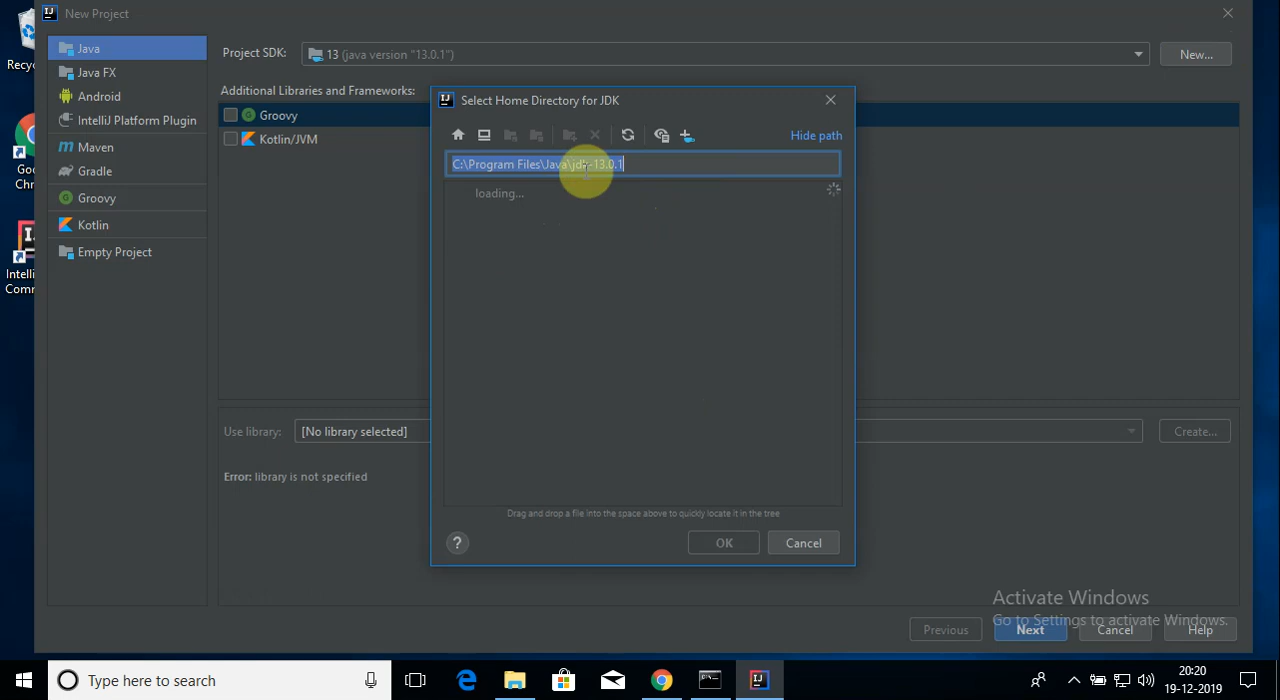 New Project
Java
Java FX
Android
IntelliJ Platform Plugin
Maven
Gradle
Groovy
Kotlin
Empty Project
Project SDK:
13 (java version "13.0.1")
New...
Additional Libraries and Frameworks:
Groovy
Kotlin/JVM
Select Home Directory for JDK
Hide path
C:\Program Files\Java\jdk-13.0.1
loading...
Drag and drop a file into the space above to quickly locate it in the tree
?
OK
Cancel
Use library:
[No library selected]
Create...
Error: library is not specified
Previous
Next
Cancel
Help
Activate Windows
Go to Settings to activate Windows.
Recyc
Goo
Chr
Intelli
Comm
Type here to search
20:20
19-12-2019